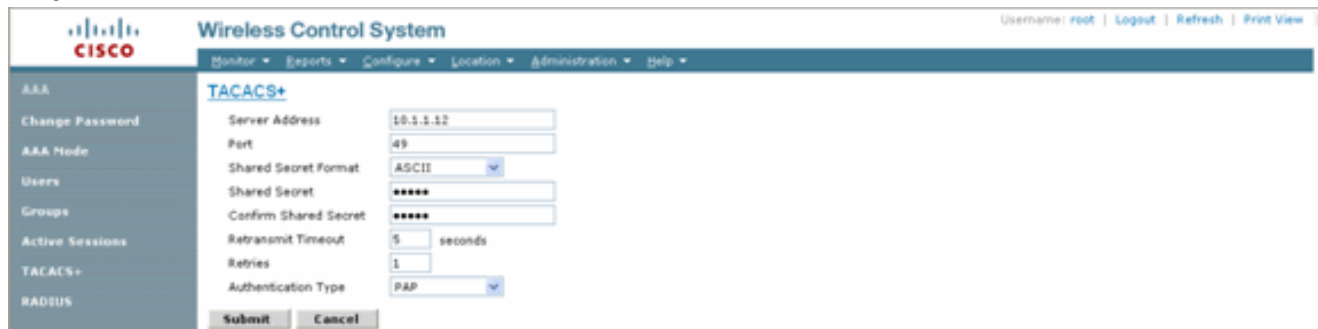 Username: root | Logout | Refresh | Print View
CISCO
Wireless Control System
Monitor Reports Configure Location Administration Help
AAA
Change Password
AAA Mode
Users
Groups
Active Sessions
TACACS+
RADIUS
TACACS+
Server Address 10.1.1.12
Port 49
Shared Secret Format ASCII
Shared Secret •••••
Confirm Shared Secret •••••
Retransmit Timeout 5 seconds
Retries 1
Authentication Type PAP
Submit Cancel